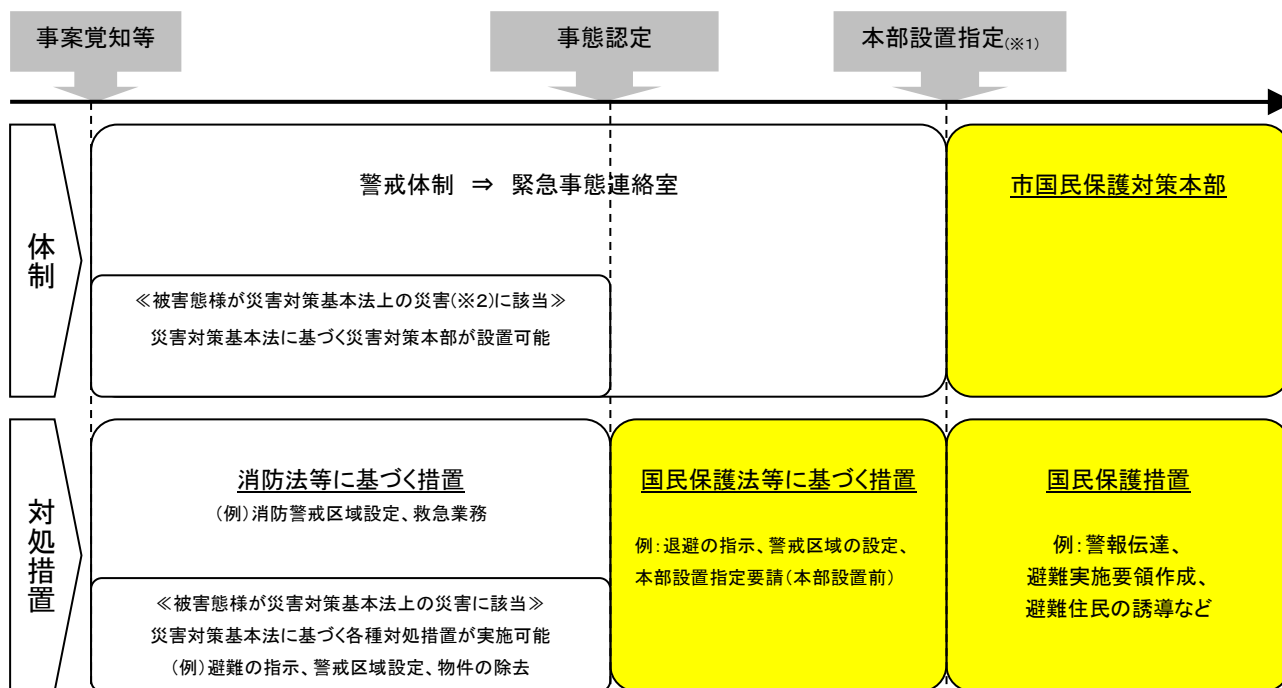 事案覚知等
事態認定
本部設置指定(※1)
体制
警戒体制 ⇒ 緊急事態連絡室
≪被害態様が災害対策基本法上の災害(※2)に該当≫
災害対策基本法に基づく災害対策本部が設置可能
市国民保護対策本部
対処措置
消防法等に基づく措置
(例)消防警戒区域設定、救急業務
≪被害態様が災害対策基本法上の災害に該当≫
災害対策基本法に基づく各種対処措置が実施可能
(例)避難の指示、警戒区域設定、物件の除去
国民保護法等に基づく措置
例:退避の指示、警戒区域の設定、
本部設置指定要請(本部設置前)
国民保護措置
例:警報伝達、
避難実施要領作成、
避難住民の誘導など